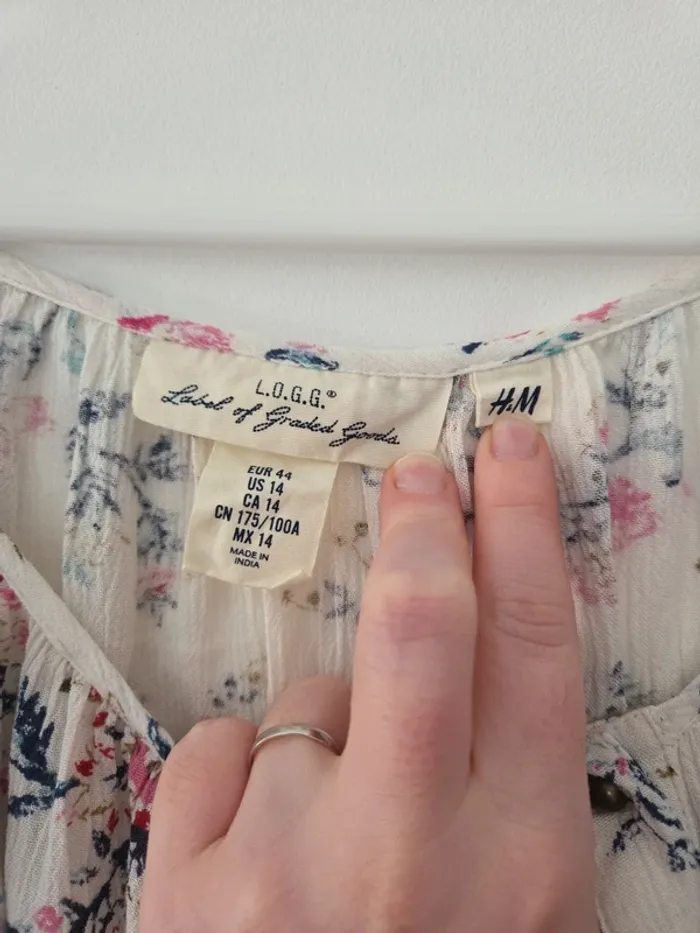 L.O.G.G.®
Label of Graded Goods
H&M
EUR 44
US 14
CA 14
CN 175/100A
MX 14
MADE IN
INDIA